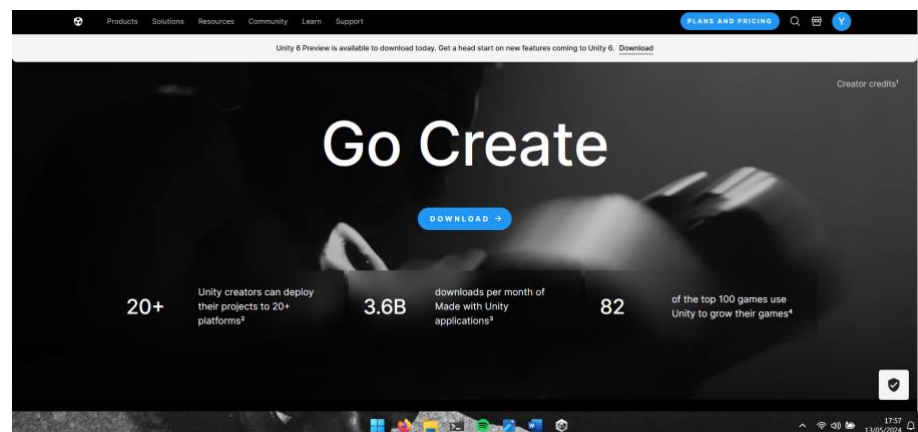 Products Solutions Resources Community Learn Support PLANS AND PRICING Y
Unity 6 Preview is available to download today. Get a head start on new features coming to Unity 6. Download
Creator credits¹
Go Create
DOWNLOAD →
20+
Unity creators can deploy
their projects to 20+
platforms²
3.6B
downloads per month of
Made with Unity
applications³
82
of the top 100 games use
Unity to grow their games⁴
17:57
13/05/2024